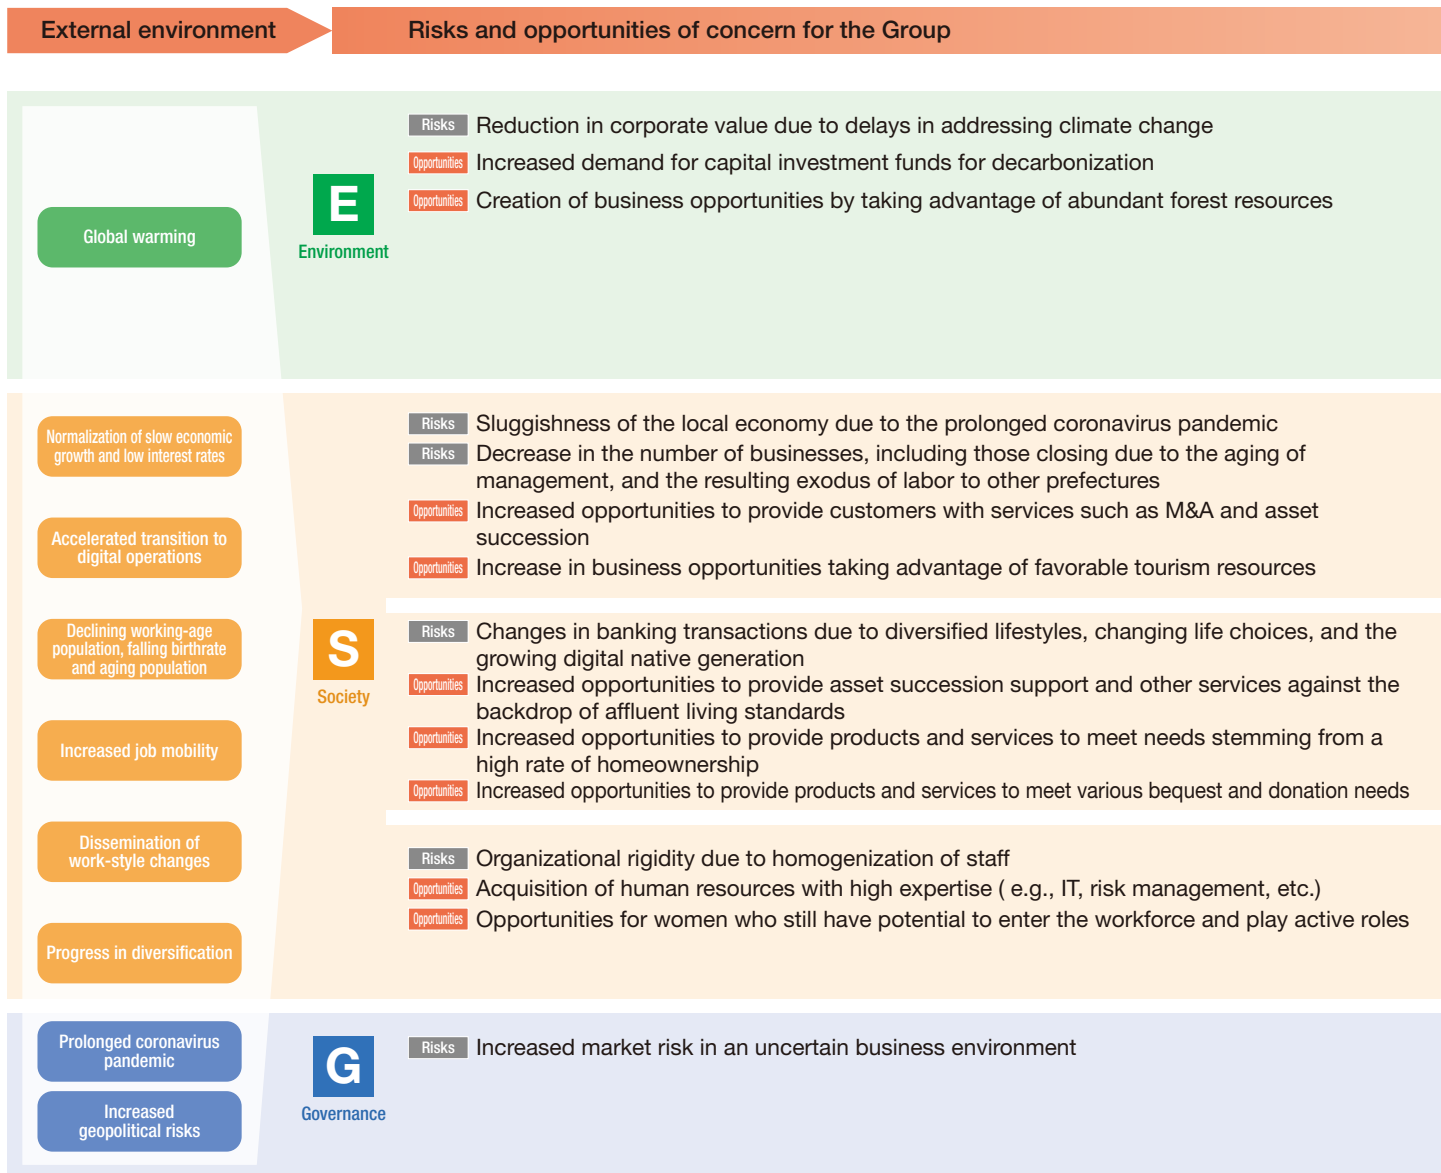 External environment
Risks and opportunities of concern for the Group
Global warming
E
Environment
Risks Reduction in corporate value due to delays in addressing climate change
Opportunities Increased demand for capital investment funds for decarbonization
Opportunities Creation of business opportunities by taking advantage of abundant forest resources
Normalization of slow economic
growth and low interest rates
Accelerated transition to
digital operations
Declining working-age
population, falling birthrate
and aging population
Increased job mobility
Dissemination of
work-style changes
Progress in diversification
S
Society
Risks Sluggishness of the local economy due to the prolonged coronavirus pandemic
Risks Decrease in the number of businesses, including those closing due to the aging of
management, and the resulting exodus of labor to other prefectures
Opportunities Increased opportunities to provide customers with services such as M&A and asset
succession
Opportunities Increase in business opportunities taking advantage of favorable tourism resources
Risks Changes in banking transactions due to diversified lifestyles, changing life choices, and the
growing digital native generation
Opportunities Increased opportunities to provide asset succession support and other services against the
backdrop of affluent living standards
Opportunities Increased opportunities to provide products and services to meet needs stemming from a
high rate of homeownership
Opportunities Increased opportunities to provide products and services to meet various bequest and donation needs
Risks Organizational rigidity due to homogenization of staff
Opportunities Acquisition of human resources with high expertise ( e.g., IT, risk management, etc.)
Opportunities Opportunities for women who still have potential to enter the workforce and play active roles
Prolonged coronavirus
pandemic
Increased
geopolitical risks
G
Governance
Risks Increased market risk in an uncertain business environment